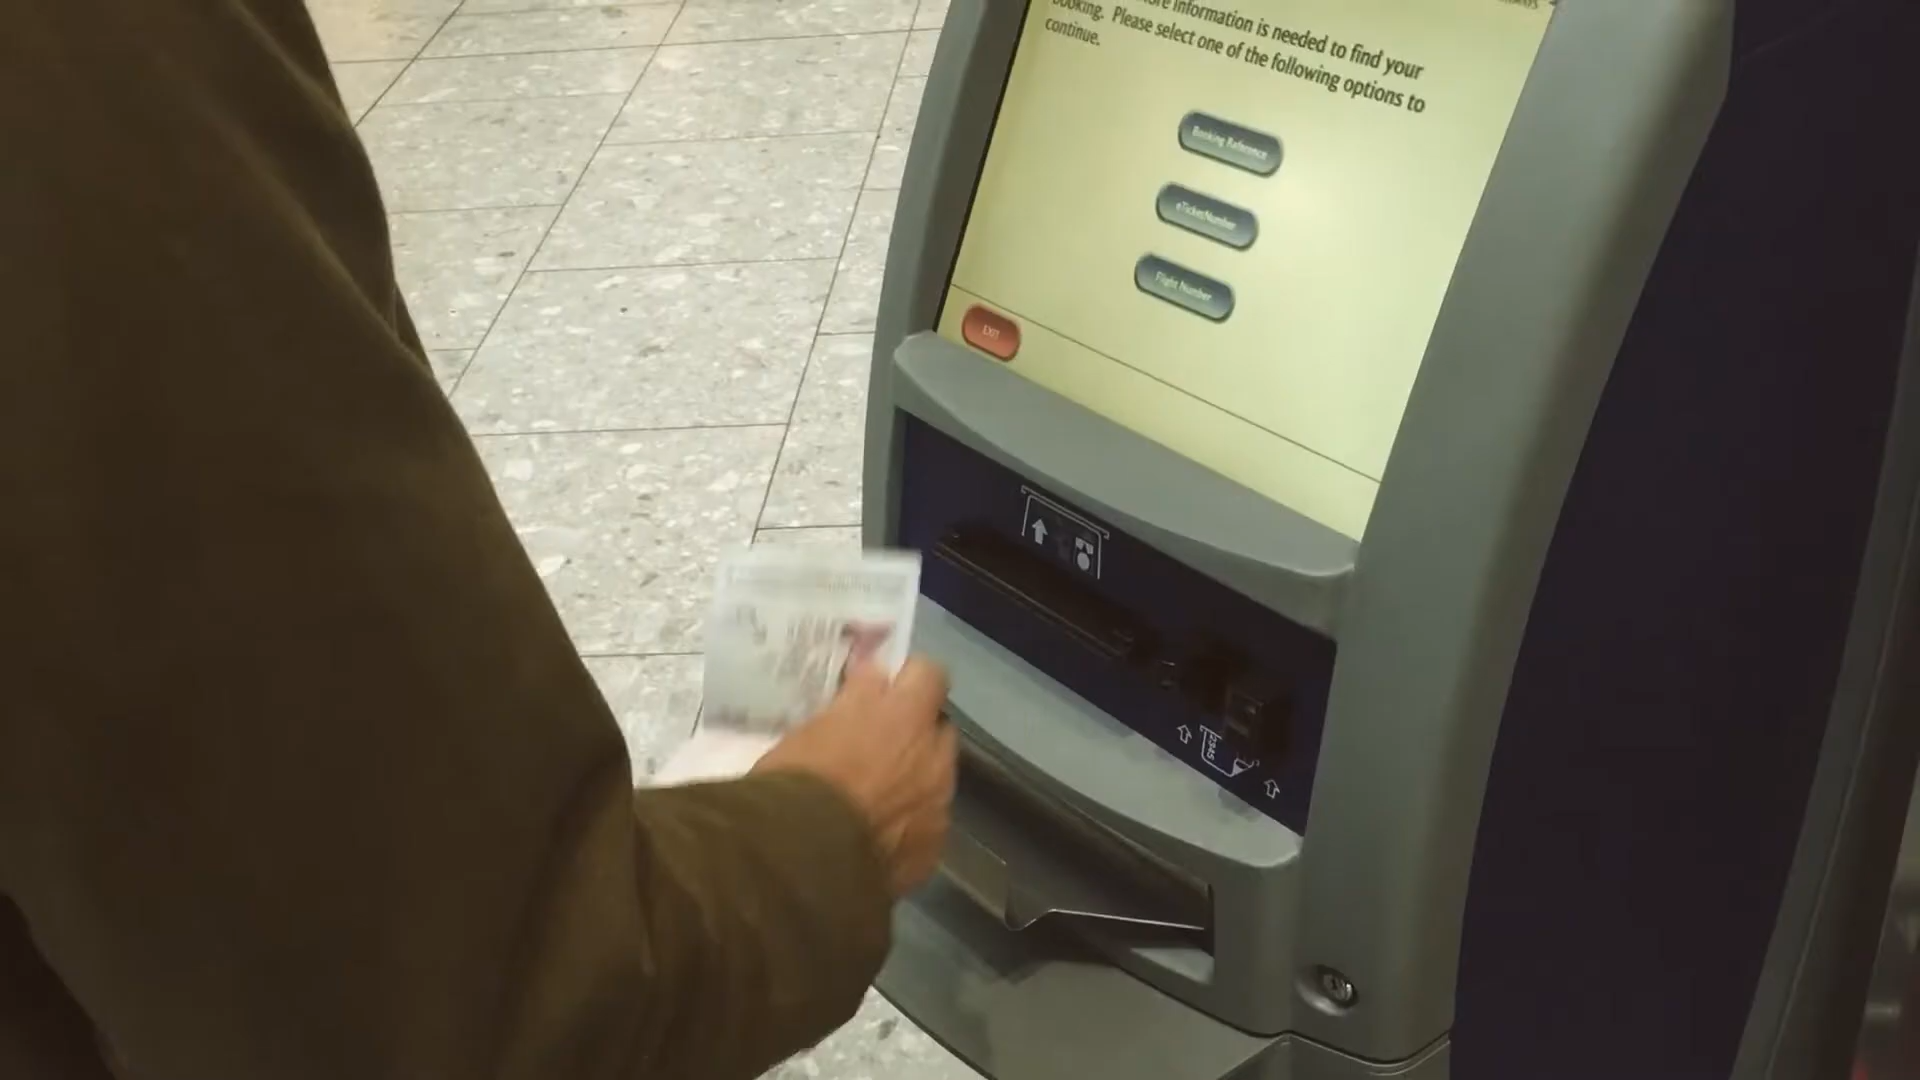 ore information is needed to find your
booking. Please select one of the following options to
continue.
Booking Reference
eTicketNumber
Flight Number
EXIT